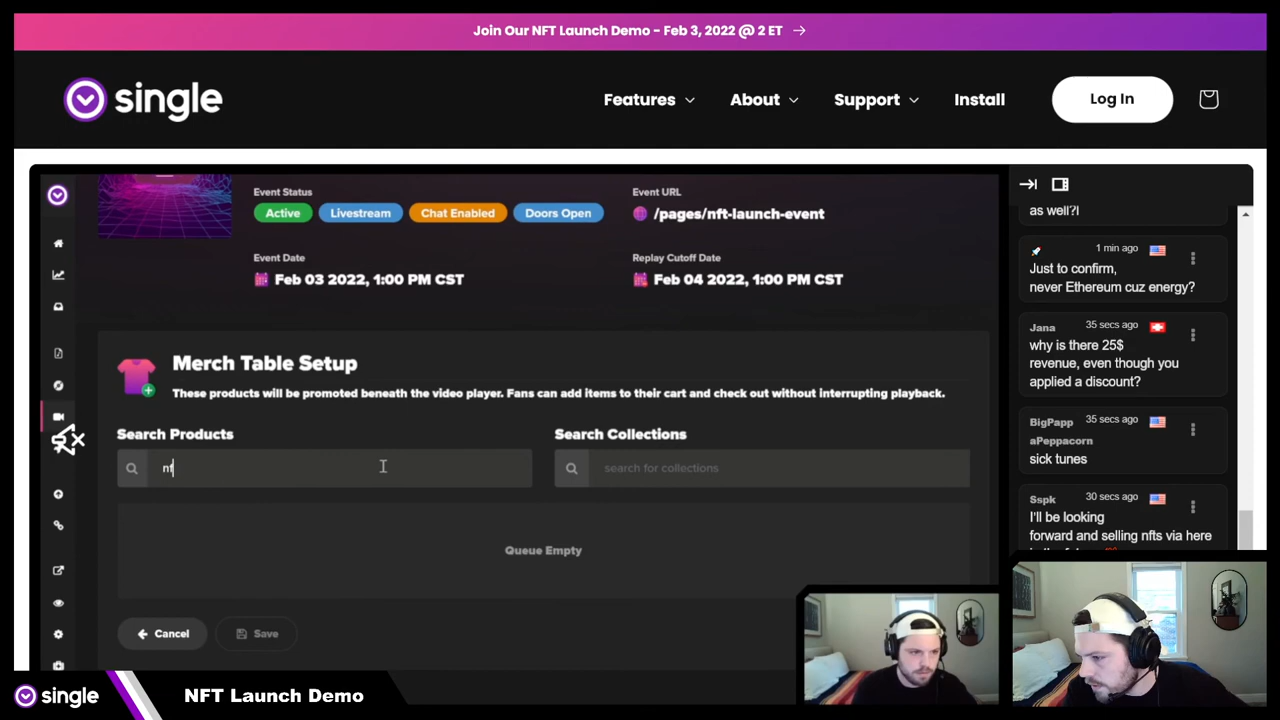 Join Our NFT Launch Demo - Feb 3, 2022 @ 2 ET →
single
Features
About
Support
Install
Log In
Event Status
Active
Livestream
Chat Enabled
Doors Open
Event URL
/pages/nft-launch-event
Event Date
Feb 03 2022, 1:00 PM CST
Replay Cutoff Date
Feb 04 2022, 1:00 PM CST
Merch Table Setup
These products will be promoted beneath the video player. Fans can add items to their cart and check out without interrupting playback.
Search Products
nf
Search Collections
search for collections
Queue Empty
Cancel
Save
as well?!
1 min ago
Just to confirm,
never Ethereum cuz energy?
Jana
35 secs ago
why is there 25$
revenue, even though you
applied a discount?
BigPapp
aPeppacorn
35 secs ago
sick tunes
Sspk
30 secs ago
I'll be looking
forward and selling nfts via here
single
NFT Launch Demo